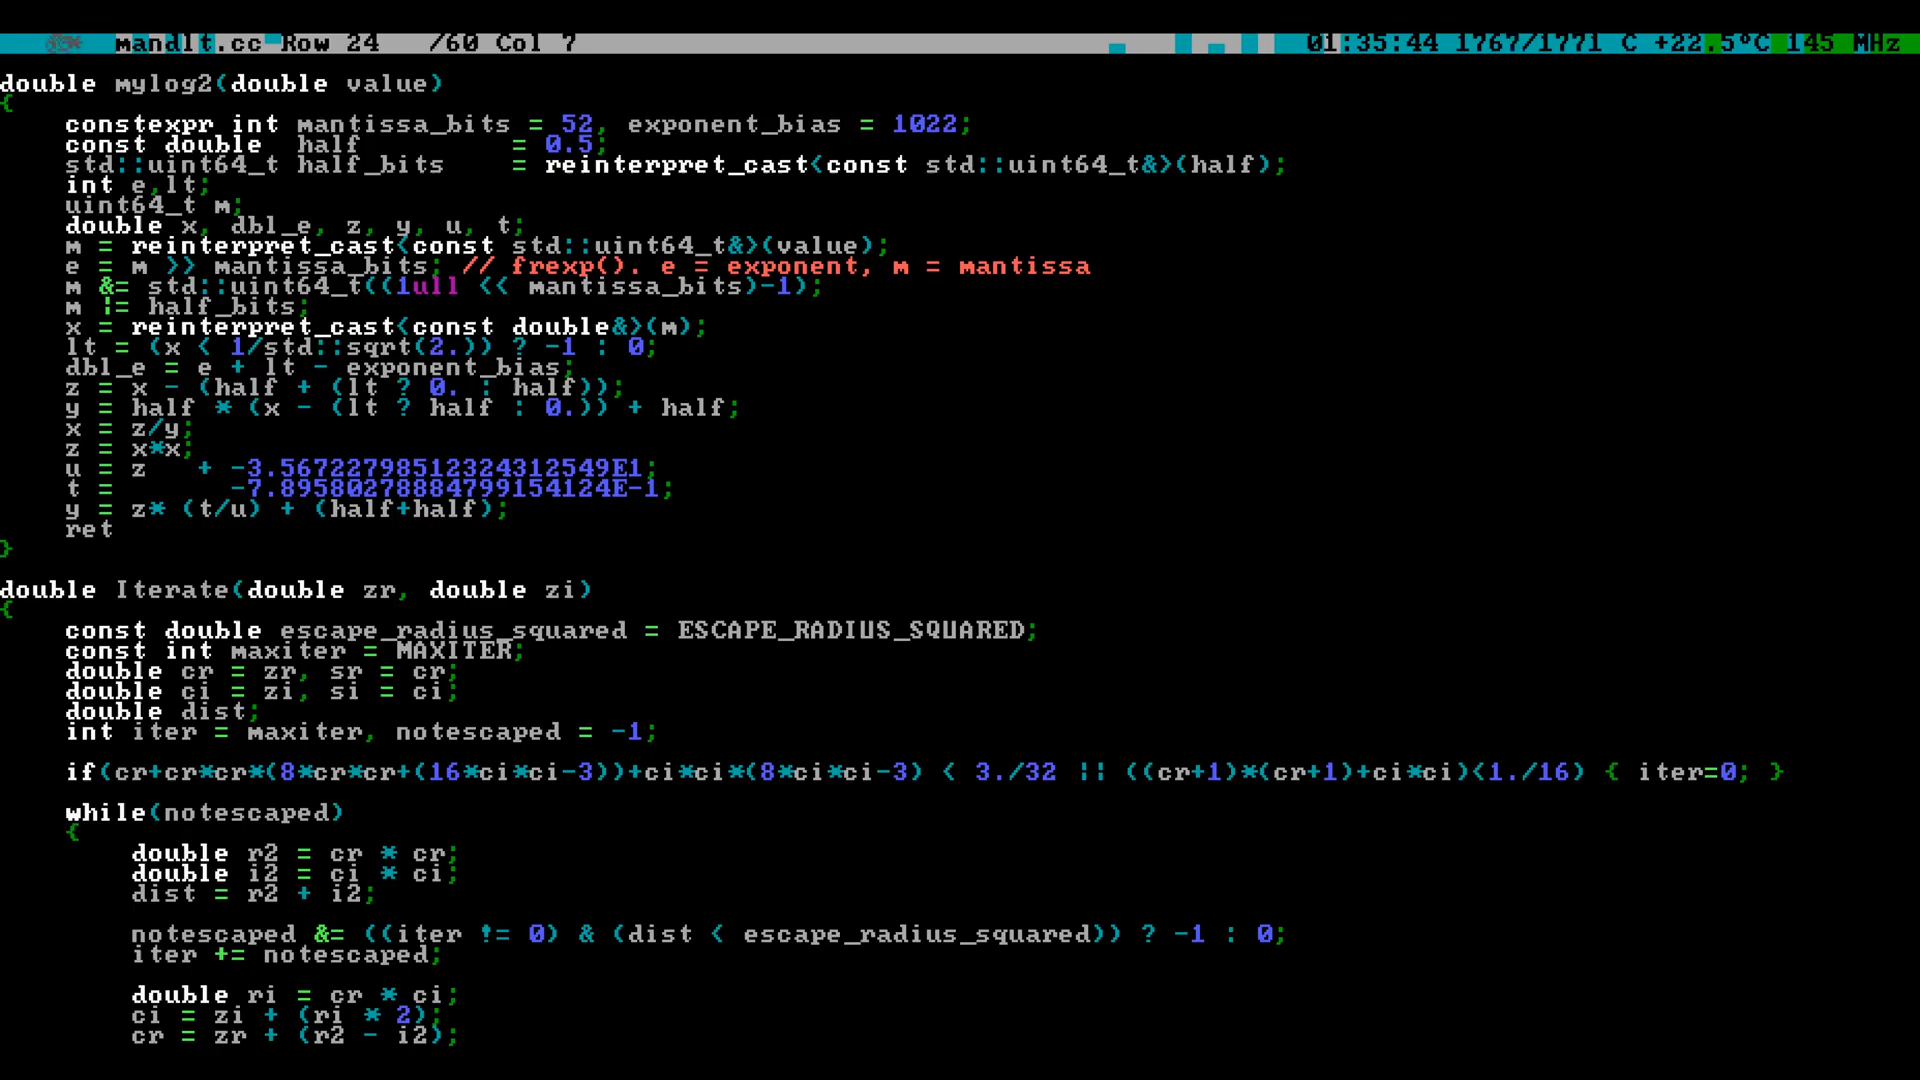 mandlt.cc Row 24   /60 Col 7   01:35:44 1767/1771 C +22.5ºC 145 MHz
double mylog2(double value)
{
    constexpr int mantissa_bits = 52, exponent_bias = 1022;
    const double  half         = 0.5;
    std::uint64_t half_bits    = reinterpret_cast<const std::uint64_t&>(half);
    int e,lt;
    uint64_t m;
    double x, dbl_e, z, y, u, t;
    m = reinterpret_cast<const std::uint64_t&>(value);
    e = m >> mantissa_bits; // frexp(). e = exponent, m = mantissa
    m &= std::uint64_t((1ull << mantissa_bits)-1);
    m |= half_bits;
    x = reinterpret_cast<const double&>(m);
    lt = (x < 1/std::sqrt(2.)) ? -1 : 0;
    dbl_e = e + lt - exponent_bias;
    z = x - (half + (lt ? 0. : half));
    y = half * (x - (lt ? half : 0.)) + half;
    x = z/y;
    z = x*x;
    u = z   + -3.56722798512324312549E1;
    t =       -7.89580278884799154124E-1;
    y = z* (t/u) + (half+half);
    ret
}
double Iterate(double zr, double zi)
{
    const double escape_radius_squared = ESCAPE_RADIUS_SQUARED;
    const int maxiter = MAXITER;
    double cr = zr, sr = cr;
    double ci = zi, si = ci;
    double dist;
    int iter = maxiter, notescaped = -1;
    if(cr+cr*cr*(8*cr*cr+(16*ci*ci-3))+ci*ci*(8*ci*ci-3) < 3./32 || ((cr+1)*(cr+1)+ci*ci)<1./16) { iter=0; }
    while(notescaped)
    {
        double r2 = cr * cr;
        double i2 = ci * ci;
        dist = r2 + i2;
        notescaped &= ((iter != 0) & (dist < escape_radius_squared)) ? -1 : 0;
        iter += notescaped;
        double ri = cr * ci;
        ci = zi + (ri * 2);
        cr = zr + (r2 - i2);